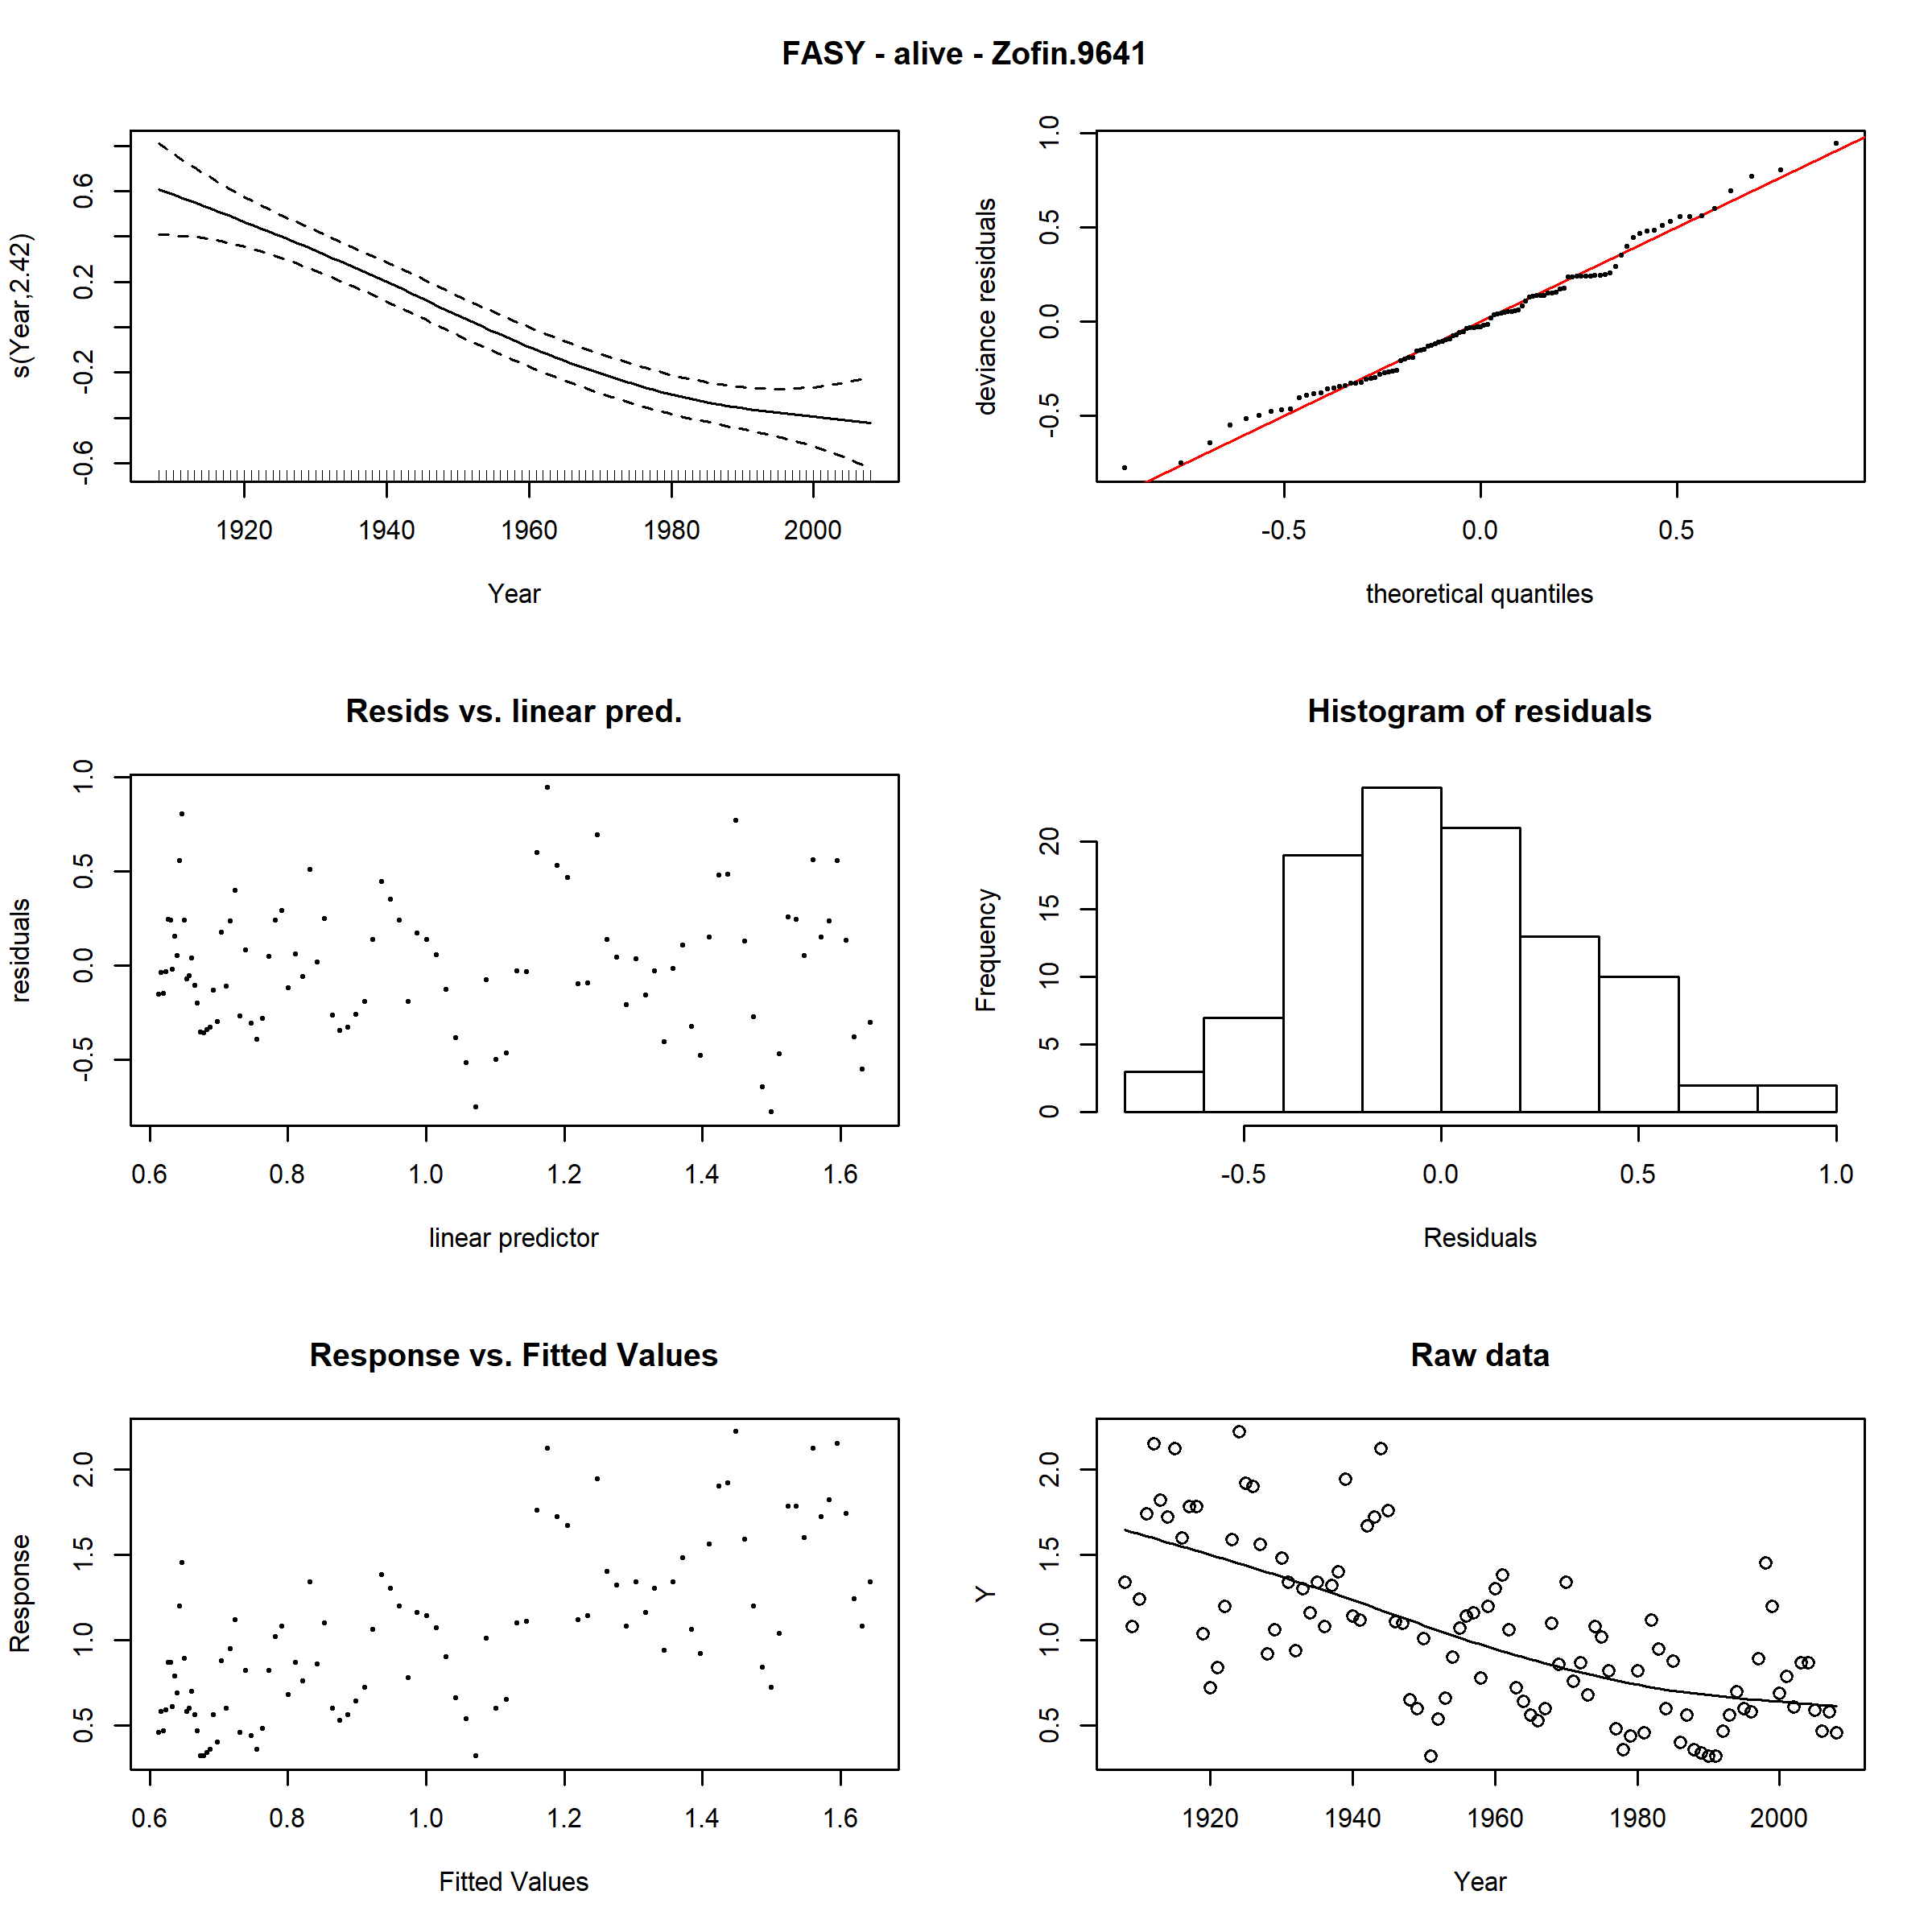 FASY - alive - Zofin.9641
s(Year,2.42)
-0.6 -0.2 0.2 0.6
1920 1940 1960 1980 2000
Year
deviance residuals
-0.5 0.0 0.5 1.0
-0.5 0.0 0.5
theoretical quantiles
Resids vs. linear pred.
residuals
-0.5 0.0 0.5 1.0
0.6 0.8 1.0 1.2 1.4 1.6
linear predictor
Histogram of residuals
Frequency
0 5 10 15 20
-0.5 0.0 0.5 1.0
Residuals
Response vs. Fitted Values
Response
0.5 1.0 1.5 2.0
0.6 0.8 1.0 1.2 1.4 1.6
Fitted Values
Raw data
Y
0.5 1.0 1.5 2.0
1920 1940 1960 1980 2000
Year